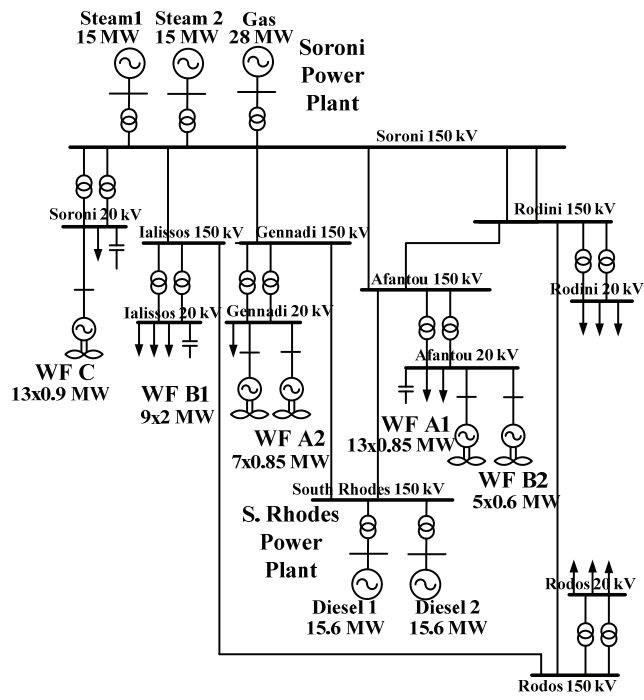 Steam1
15 MW
Steam 2
15 MW
Gas
28 MW
Soroni
Power
Plant
Soroni 150 kV
Soroni 20 kV
Ialissos 150 kV
Gennadi 150 kV
Rodini 150 kV
Afantou 150 kV
Rodini 20 kV
Ialissos 20 kV
Gennadi 20 kV
Afantou 20 kV
WF C
13x0.9 MW
WF B1
9x2 MW
WF A2
7x0.85 MW
WF A1
13x0.85 MW
WF B2
5x0.6 MW
South Rhodes 150 kV
S. Rhodes
Power
Plant
Diesel 1
15.6 MW
Diesel 2
15.6 MW
Rodos 20 kV
Rodos 150 kV